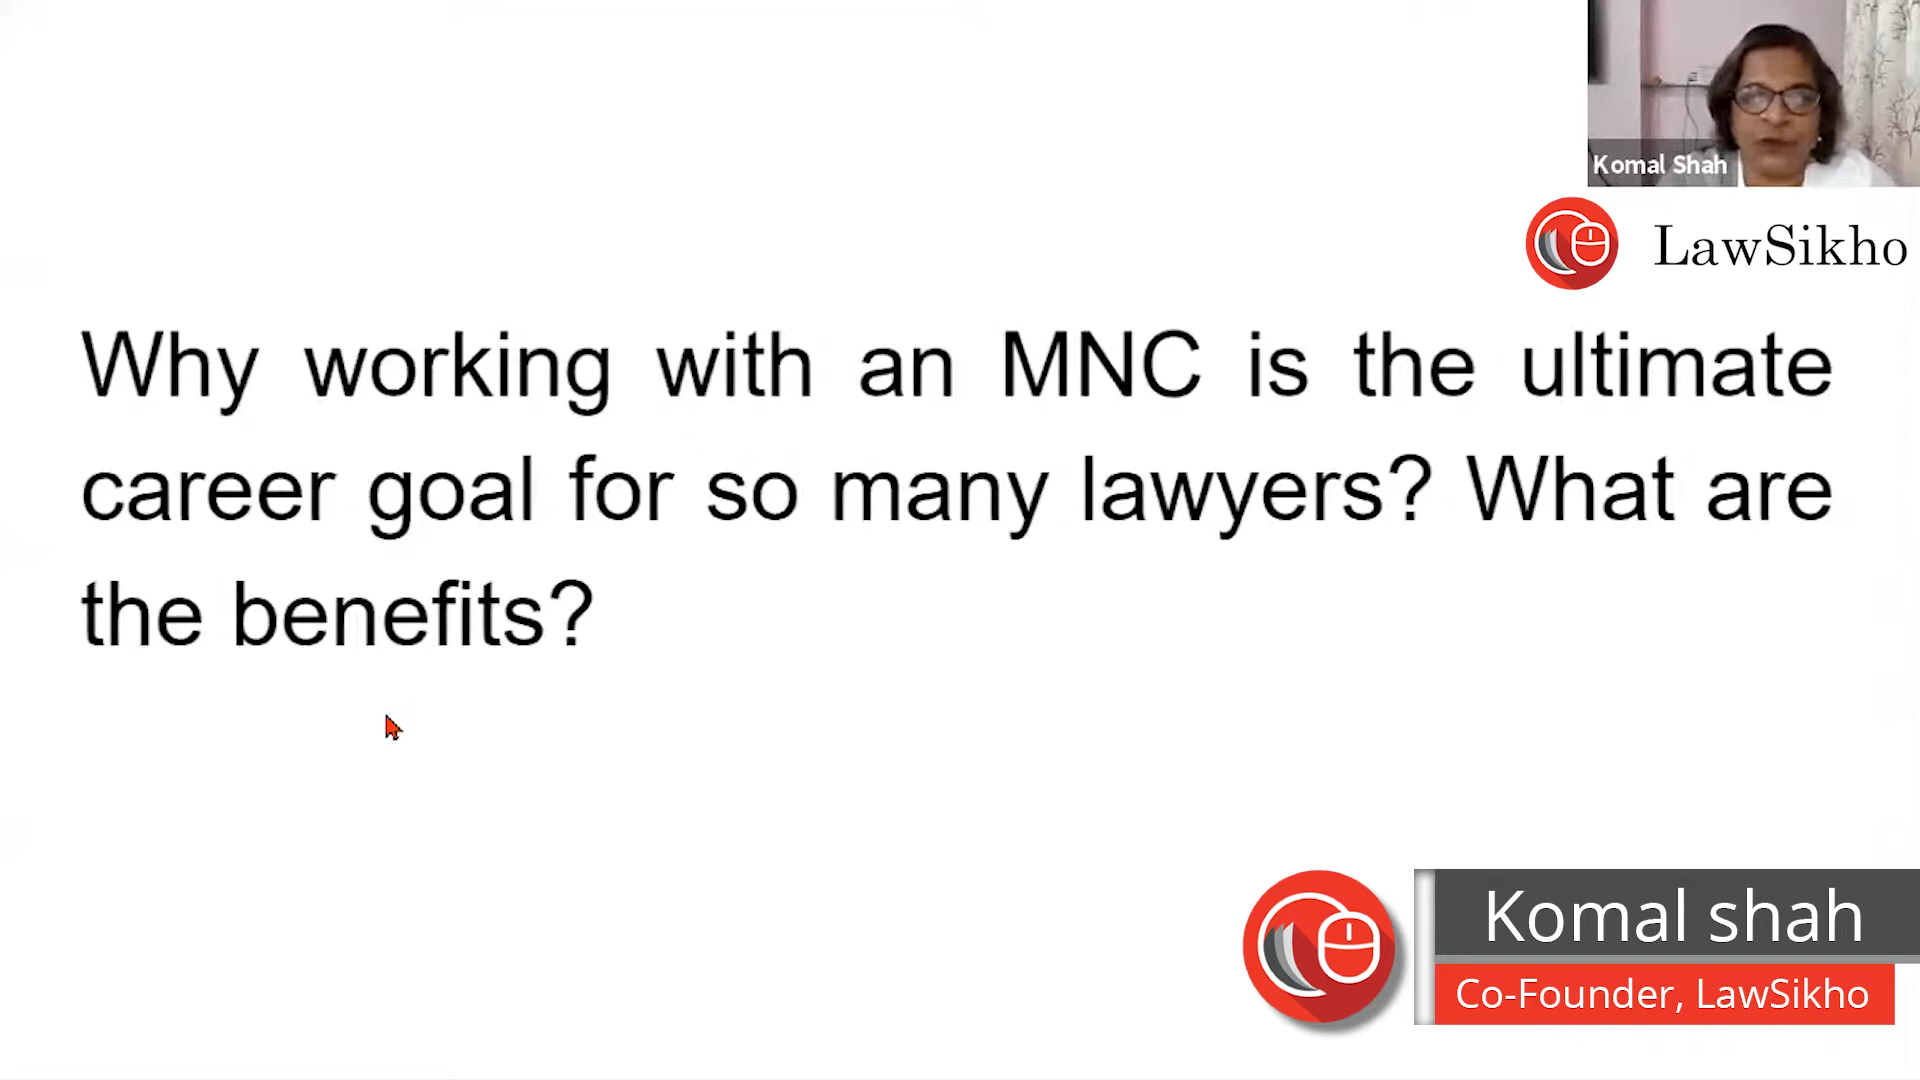 Komal Shah
LawSikho
Why working with an MNC is the ultimate
career goal for so many lawyers? What are
the benefits?
Komal shah
Co-Founder, LawSikho